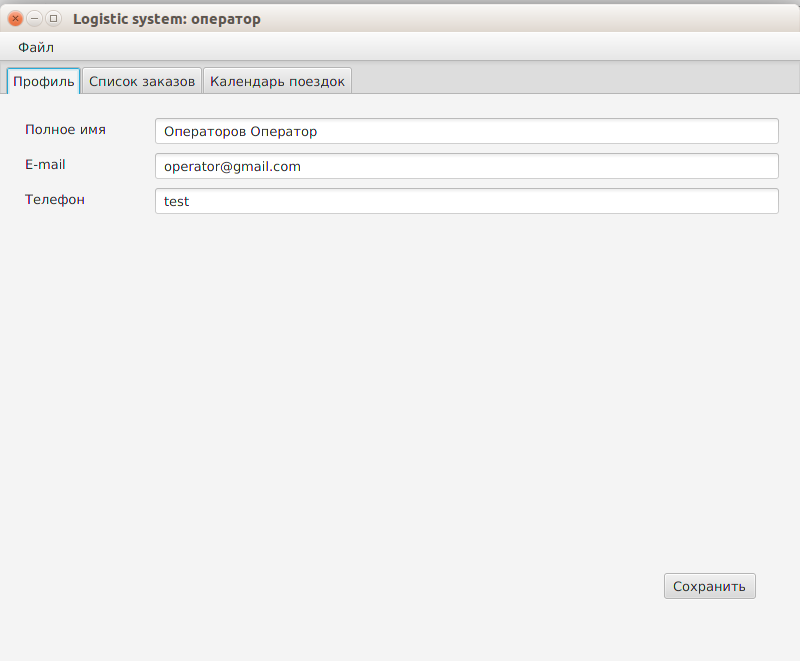 Logistic system: оператор
Файл
Профиль Список заказов Календарь поездок
Полное имя Операторов Оператор
E-mail operator@gmail.com
Телефон test
Сохранить